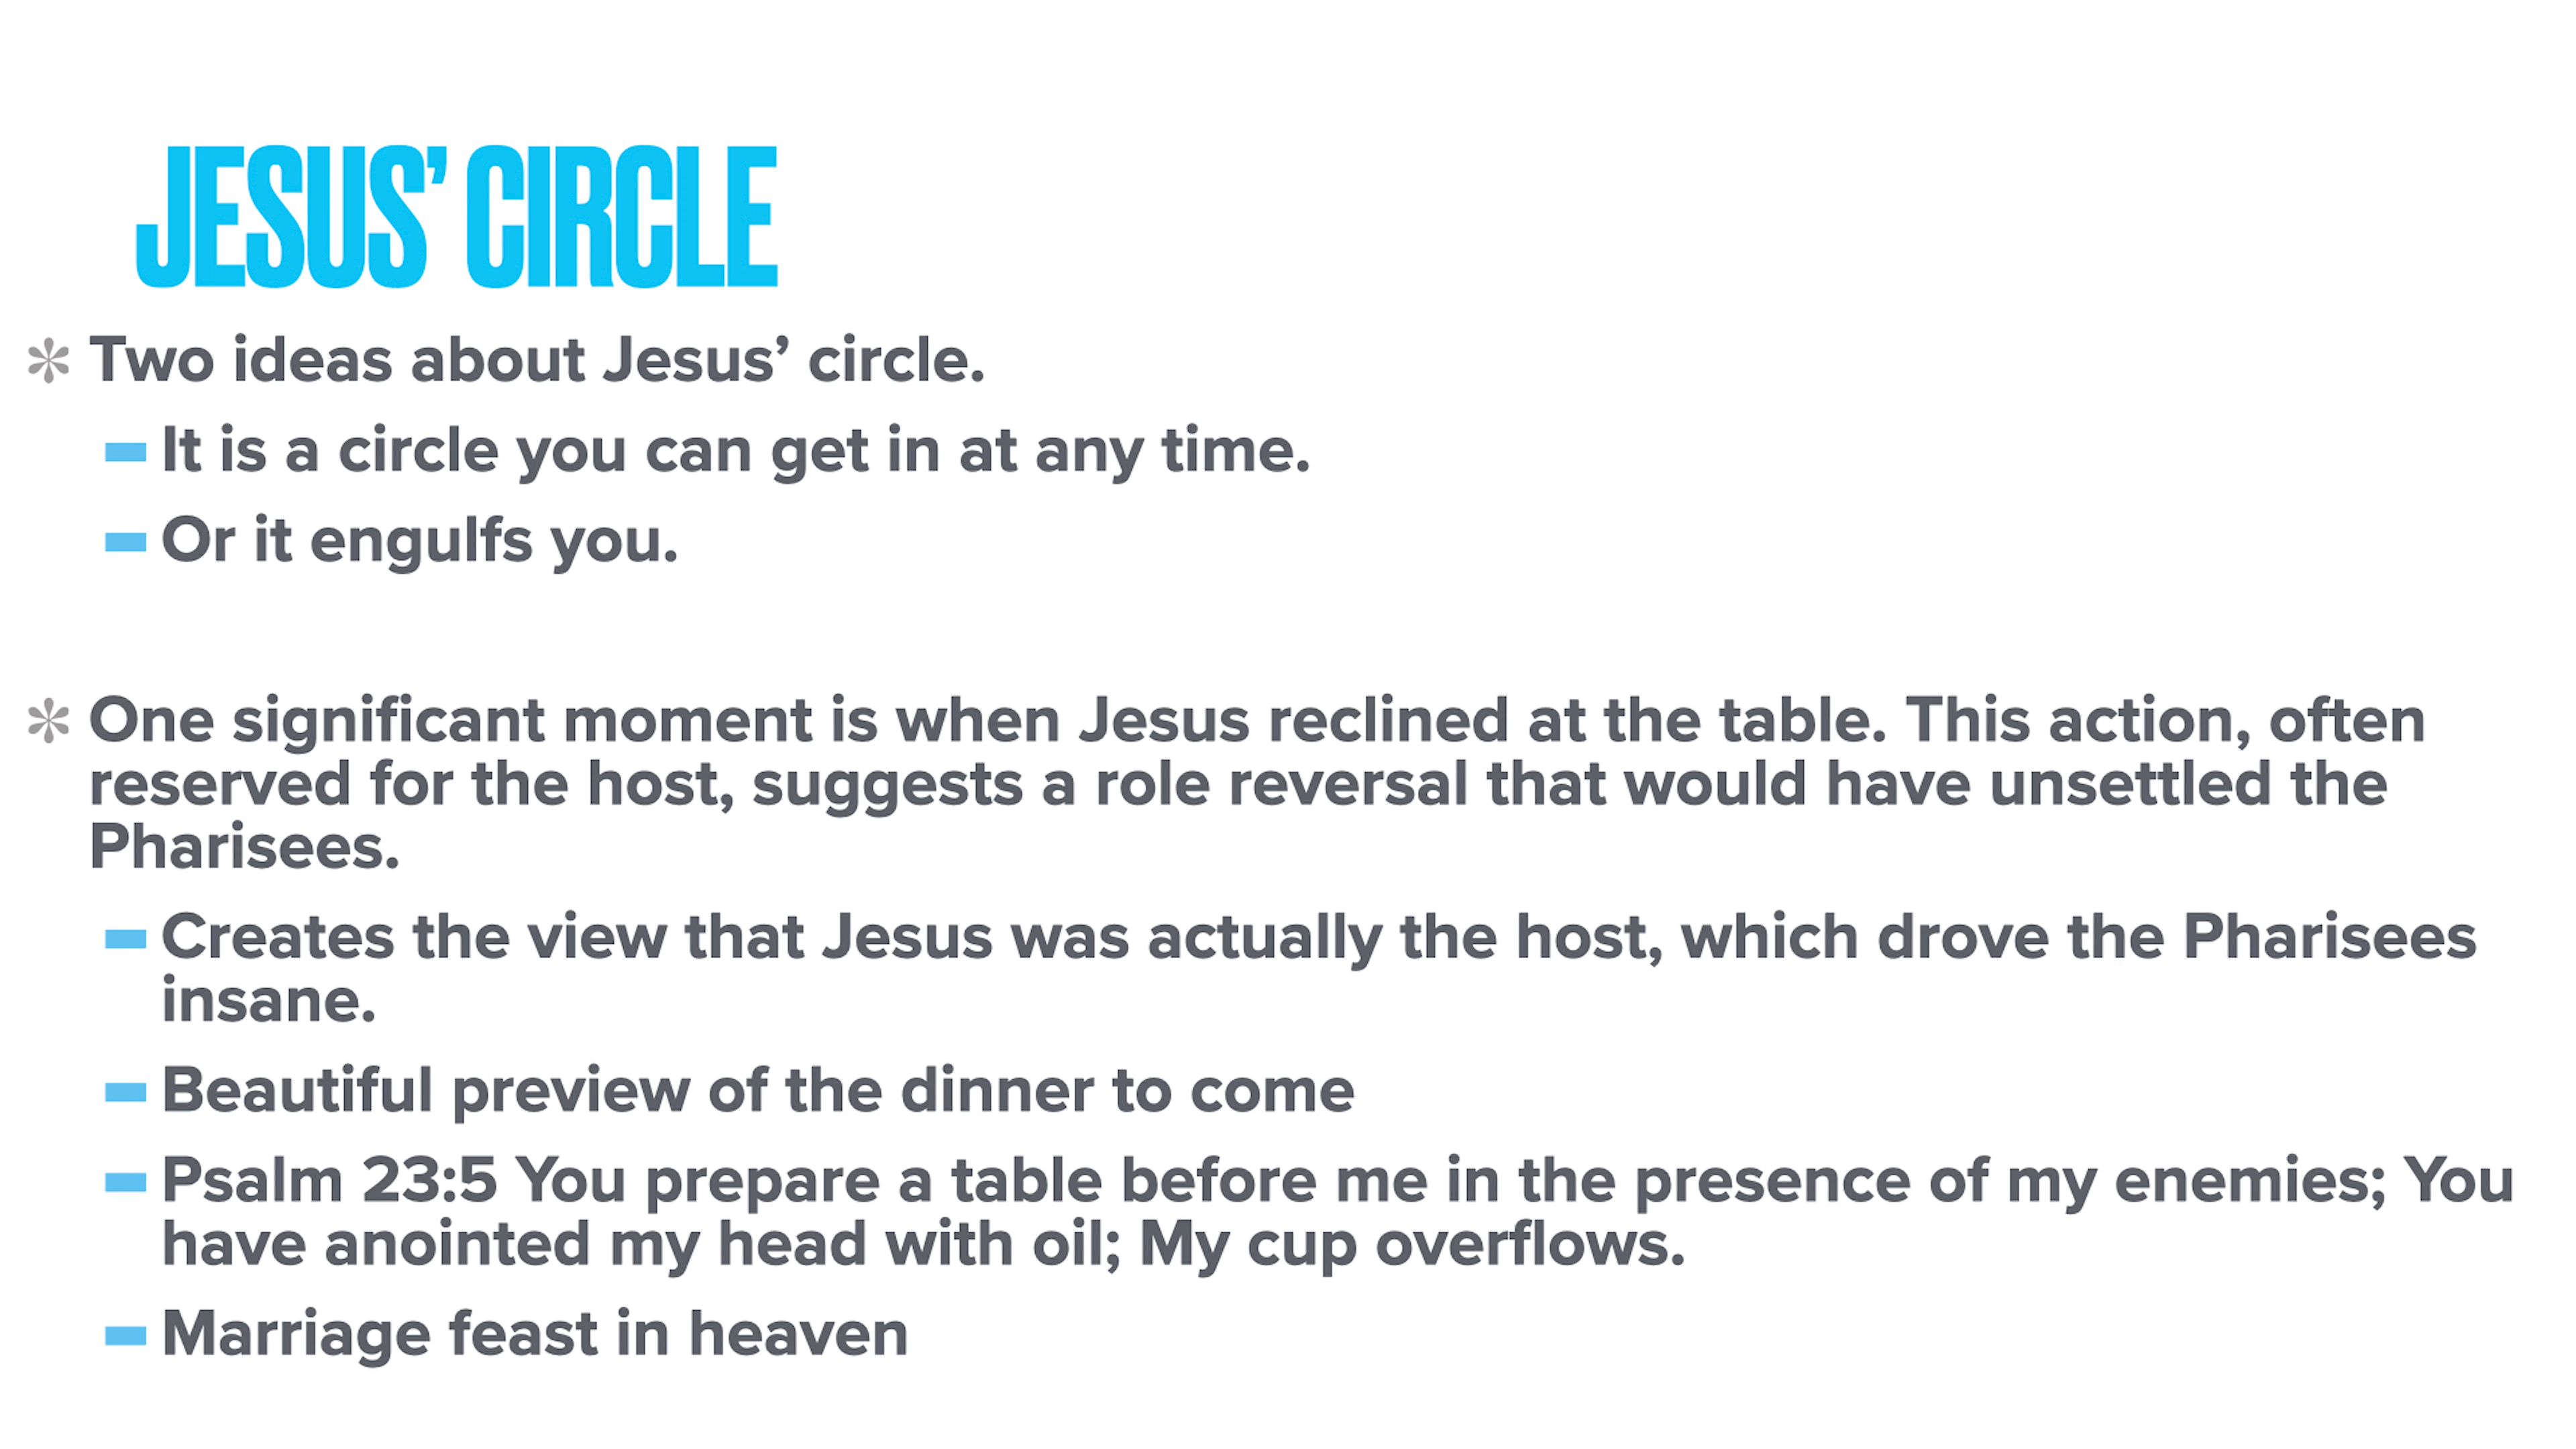 JESUS’ CIRCLE
✻ Two ideas about Jesus’ circle.
- It is a circle you can get in at any time.
- Or it engulfs you.
✻ One significant moment is when Jesus reclined at the table. This action, often
reserved for the host, suggests a role reversal that would have unsettled the
Pharisees.
- Creates the view that Jesus was actually the host, which drove the Pharisees
insane.
- Beautiful preview of the dinner to come
- Psalm 23:5 You prepare a table before me in the presence of my enemies; You
have anointed my head with oil; My cup overflows.
- Marriage feast in heaven